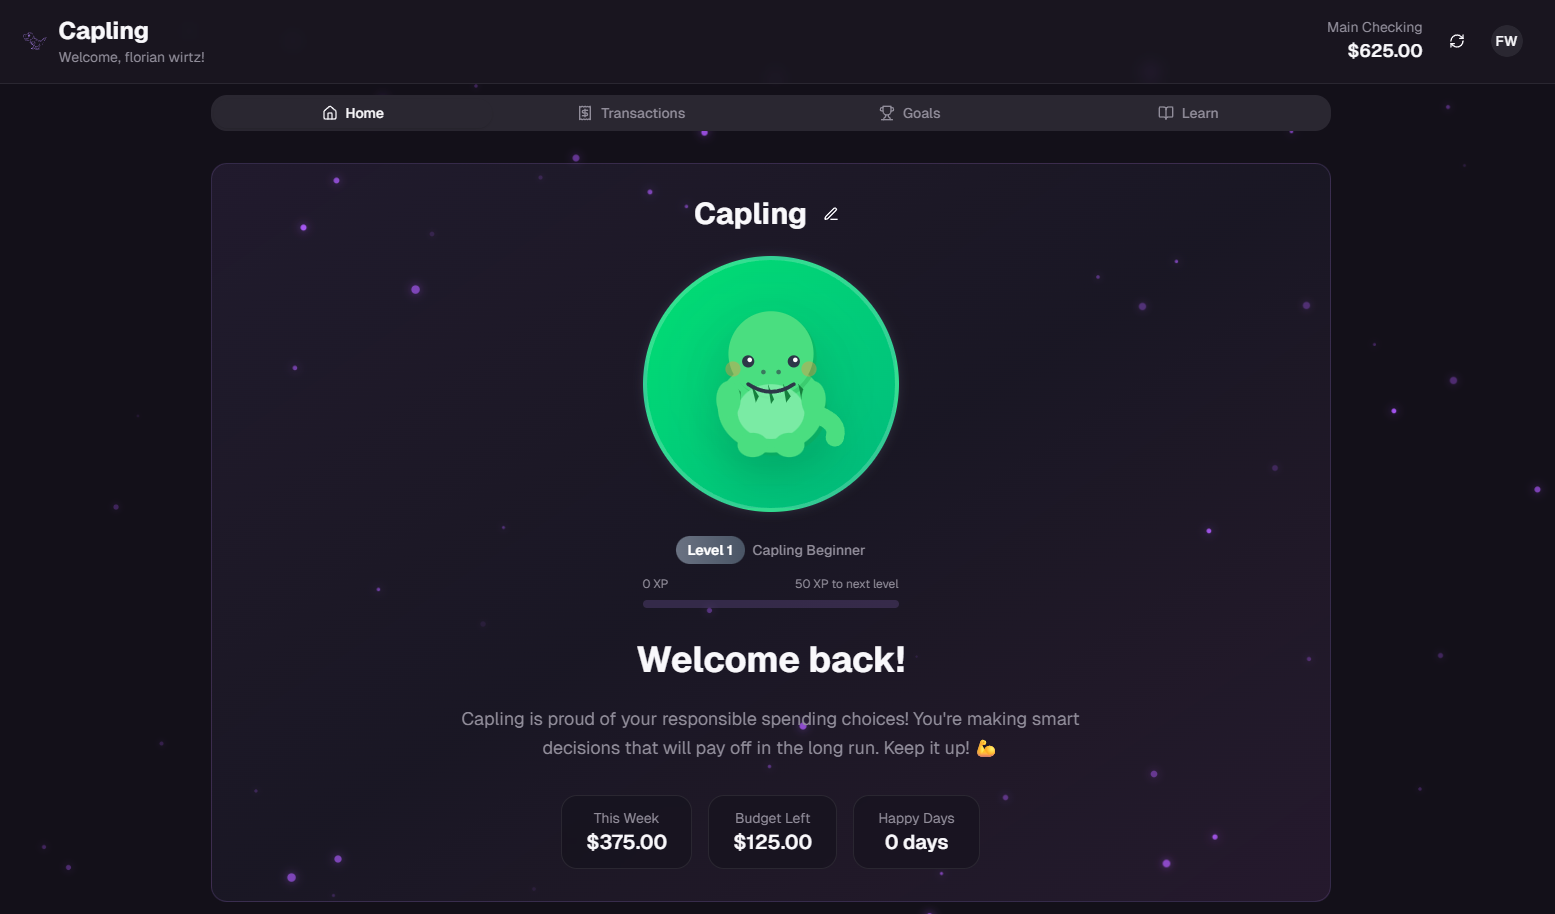 Capling
Welcome, florian wirtz!
Main Checking
$625.00
FW
Home
Transactions
Goals
Learn
Capling
Level 1
Capling Beginner
0 XP
50 XP to next level
Welcome back!
Capling is proud of your responsible spending choices! You're making smart
decisions that will pay off in the long run. Keep it up! 💪
This Week
$375.00
Budget Left
$125.00
Happy Days
0 days